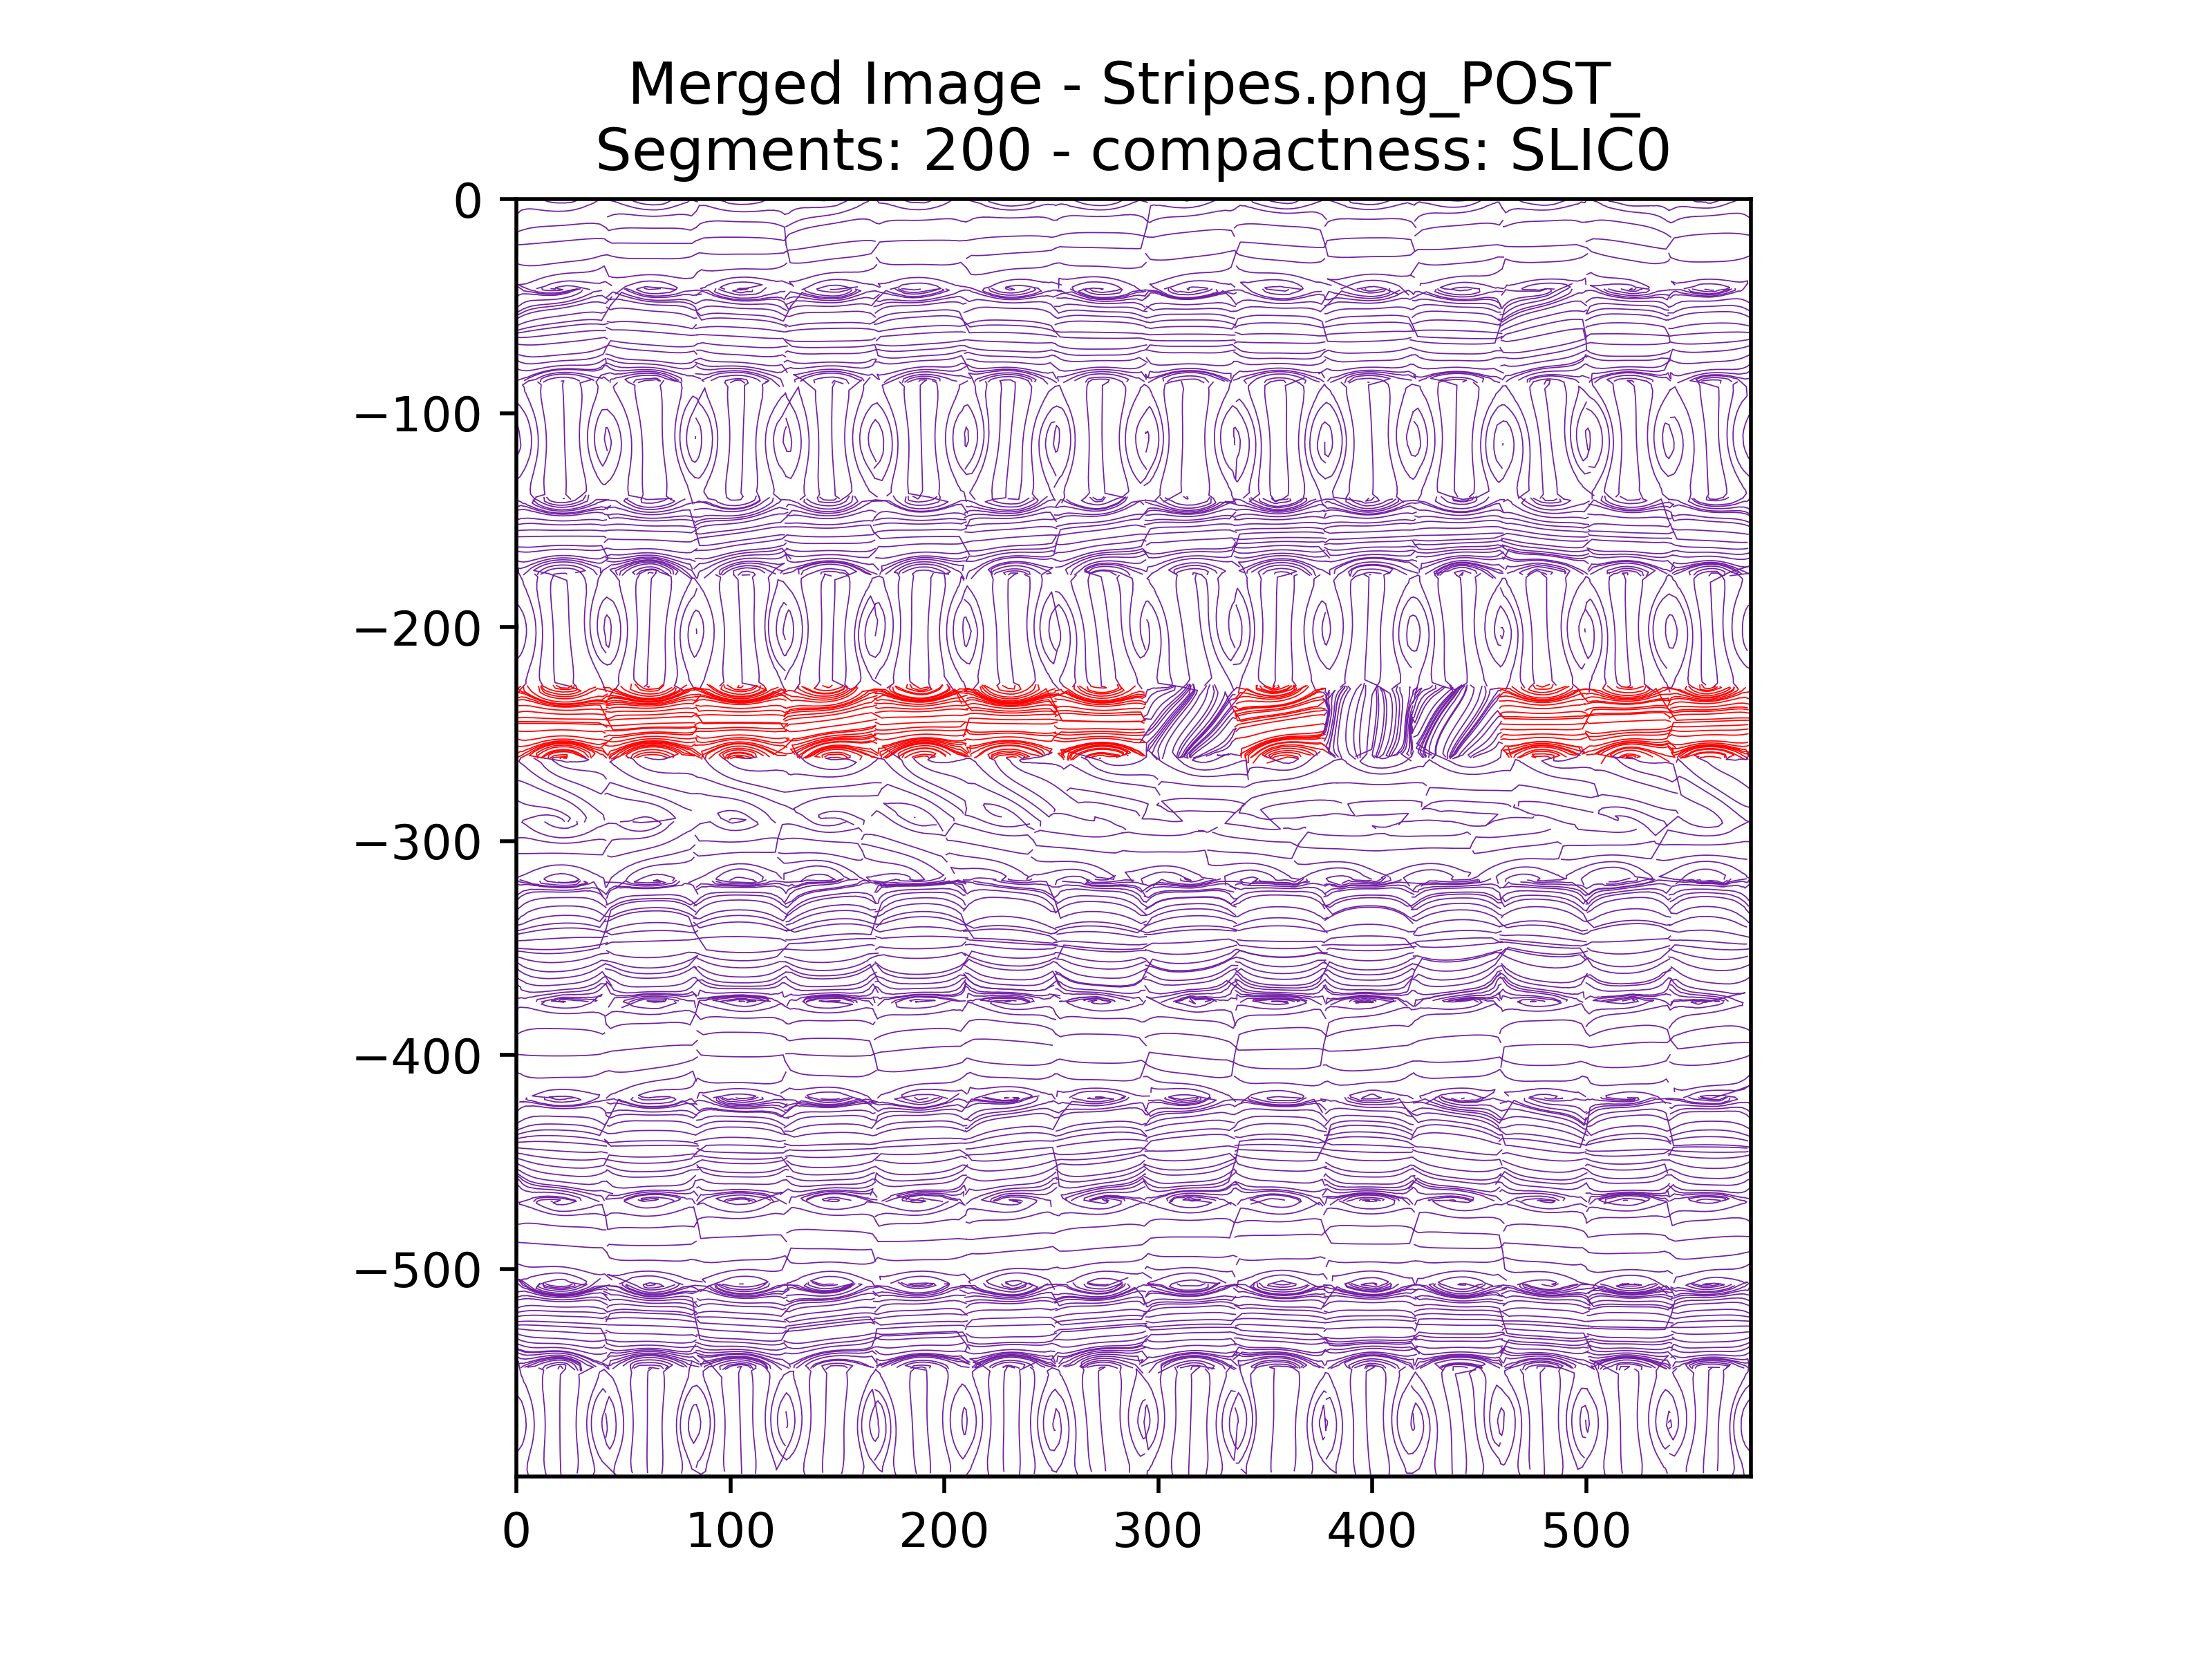 Merged Image - Stripes.png_POST_
Segments: 200 - compactness: SLIC0
0
−100
−200
−300
−400
−500
0 100 200 300 400 500